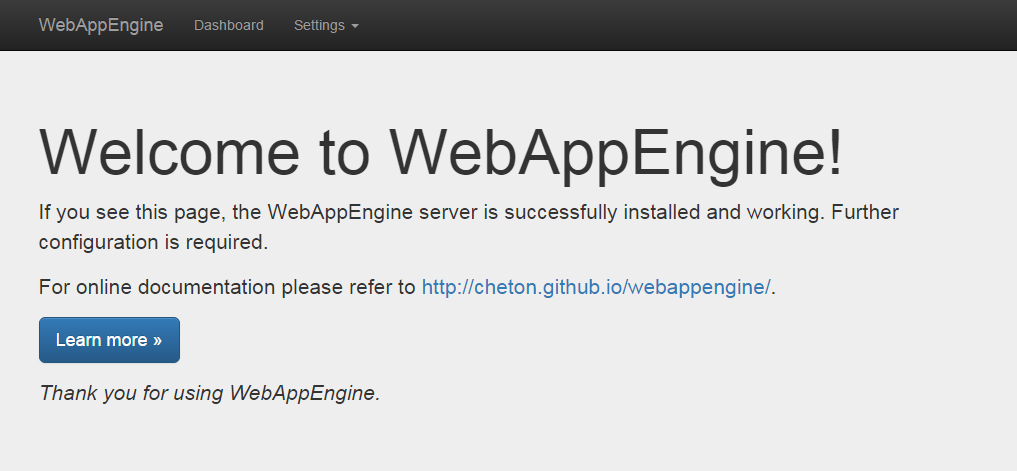 WebAppEngine Dashboard Settings
Welcome to WebAppEngine!
If you see this page, the WebAppEngine server is successfully installed and working. Further
configuration is required.
For online documentation please refer to http://cheton.github.io/webappengine/.
Learn more »
Thank you for using WebAppEngine.